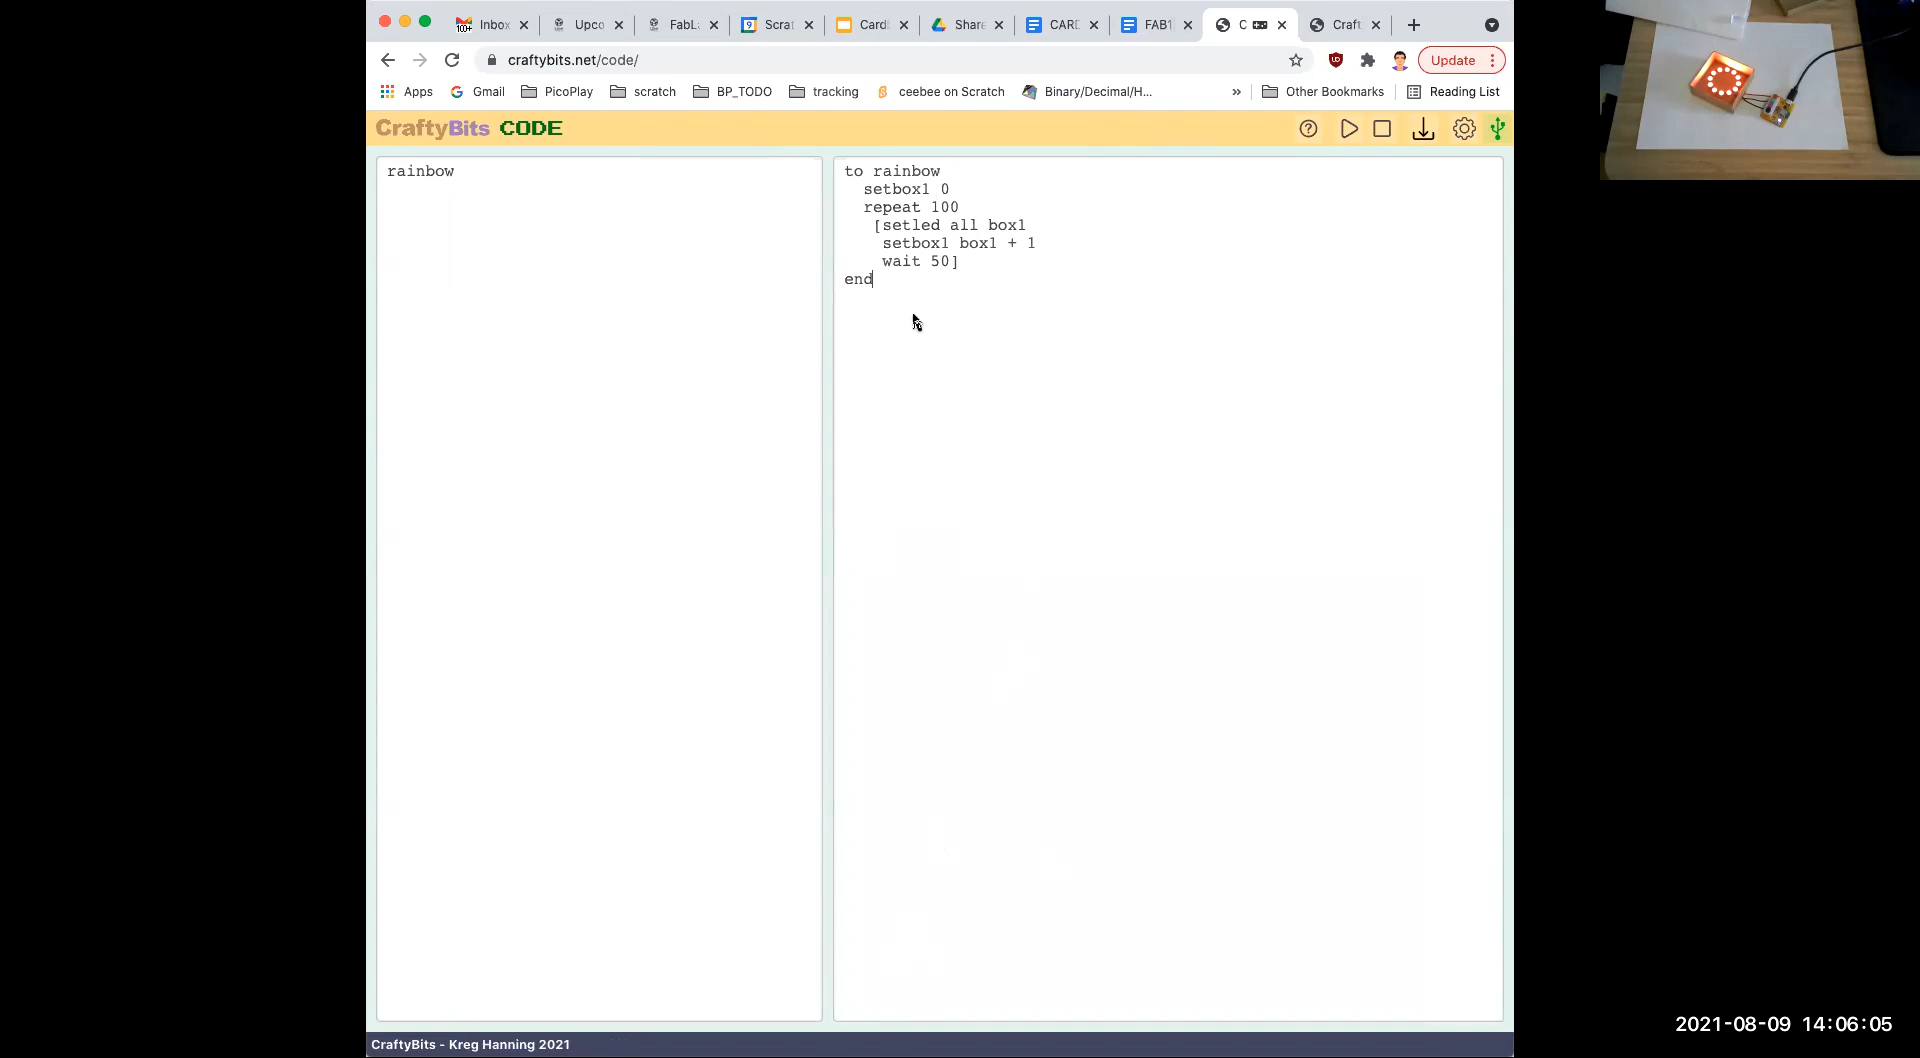 Inbox
Upco
FabL
Scrat
Card
Share
CARD
FAB1
C
Craft
craftybits.net/code/
Update
Apps
Gmail
PicoPlay
scratch
BP_TODO
tracking
ceebee on Scratch
Binary/Decimal/H...
»
Other Bookmarks
Reading List
CraftyBits CODE
rainbow
to rainbow
setbox1 0
repeat 100
[setled all box1
setbox1 box1 + 1
wait 50]
end
CraftyBits - Kreg Hanning 2021
2021-08-09 14:06:05